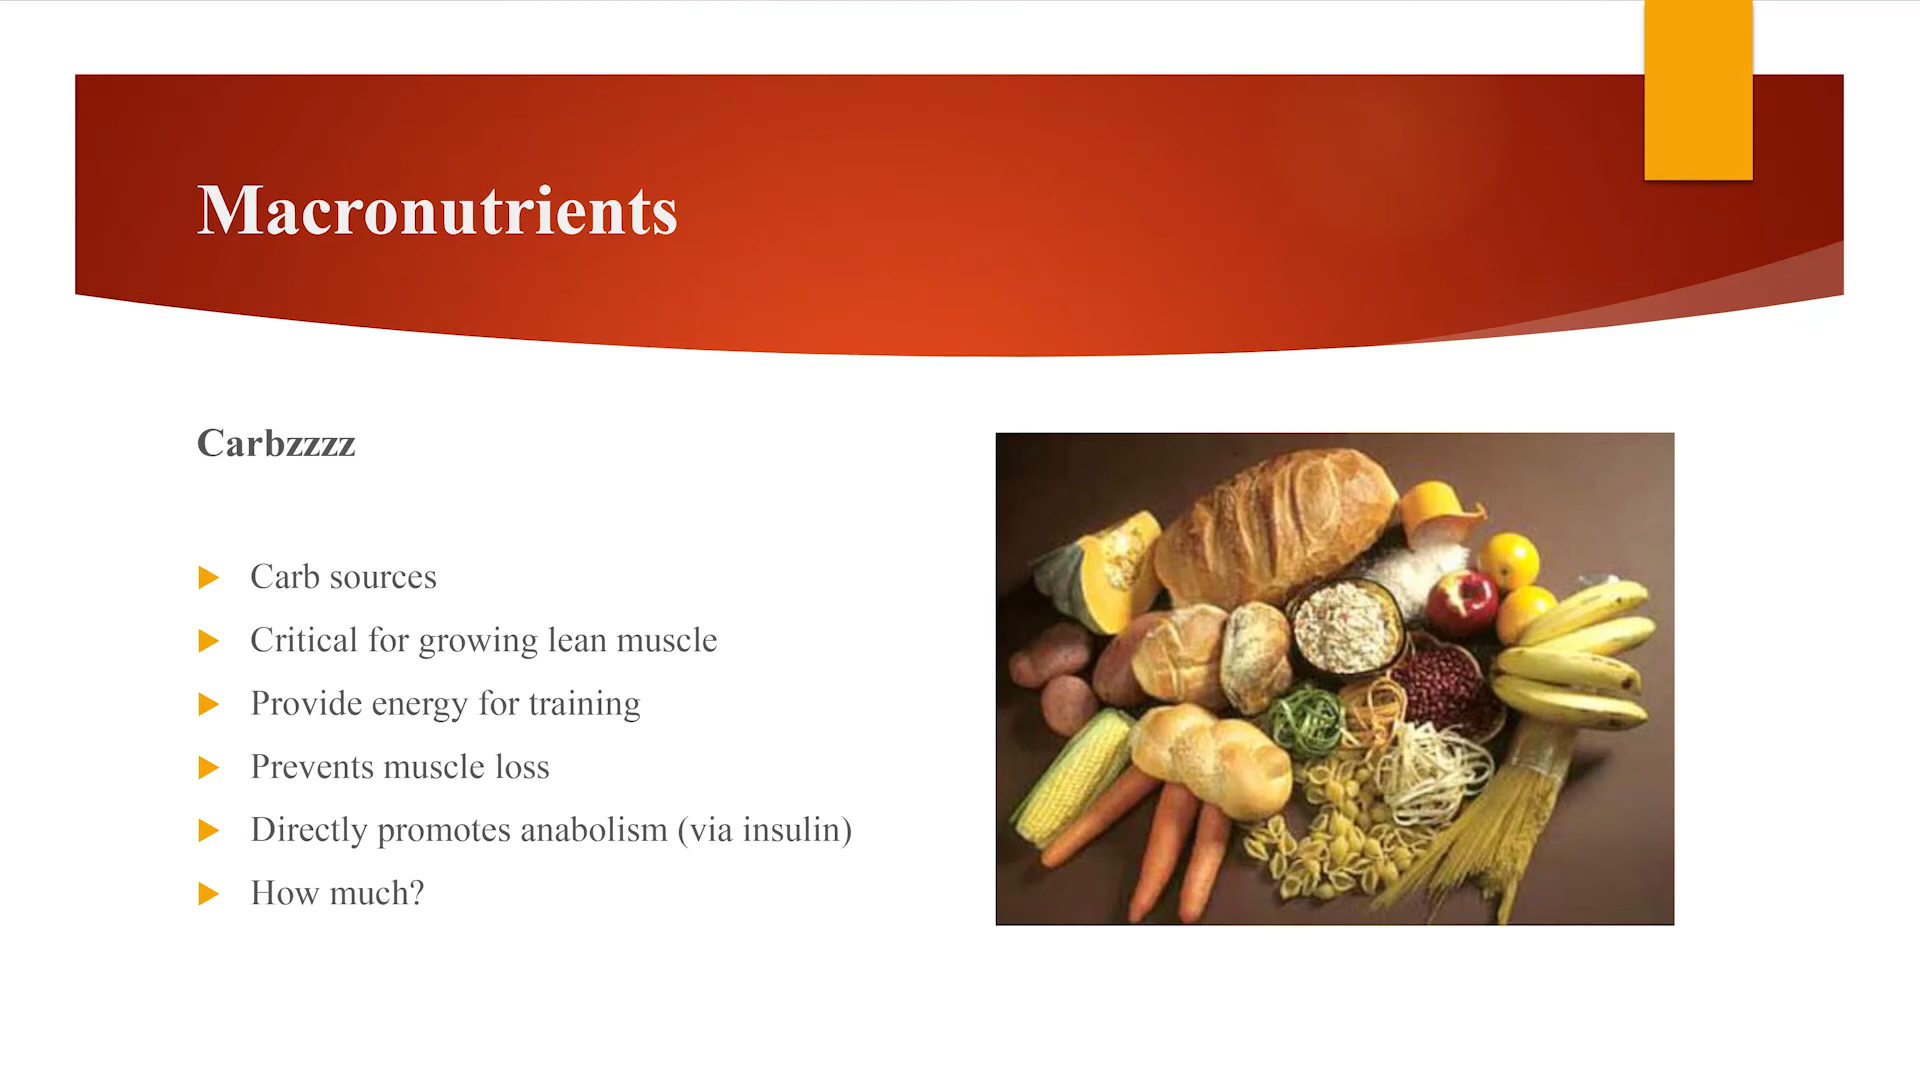 Macronutrients
Carbzzzz
Carb sources
Critical for growing lean muscle
Provide energy for training
Prevents muscle loss
Directly promotes anabolism (via insulin)
How much?